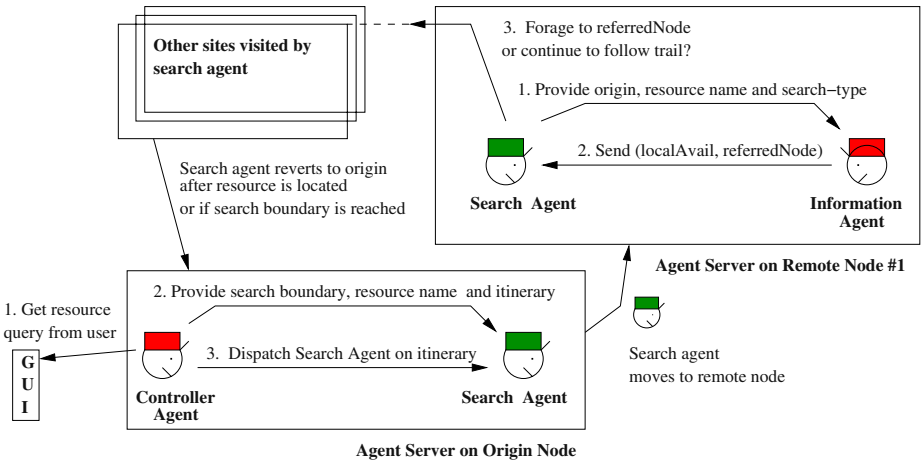 Other sites visited by
search agent
3. Forage to referredNode
or continue to follow trail?
1. Provide origin, resource name and search−type
2. Send (localAvail, referredNode)
Search Agent
Information
Agent
Agent Server on Remote Node #1
Search agent reverts to origin
after resource is located
or if search boundary is reached
1. Get resource
query from user
G
U
I
2. Provide search boundary, resource name and itinerary
3. Dispatch Search Agent on itinerary
Controller
Agent
Search Agent
Agent Server on Origin Node
Search agent
moves to remote node